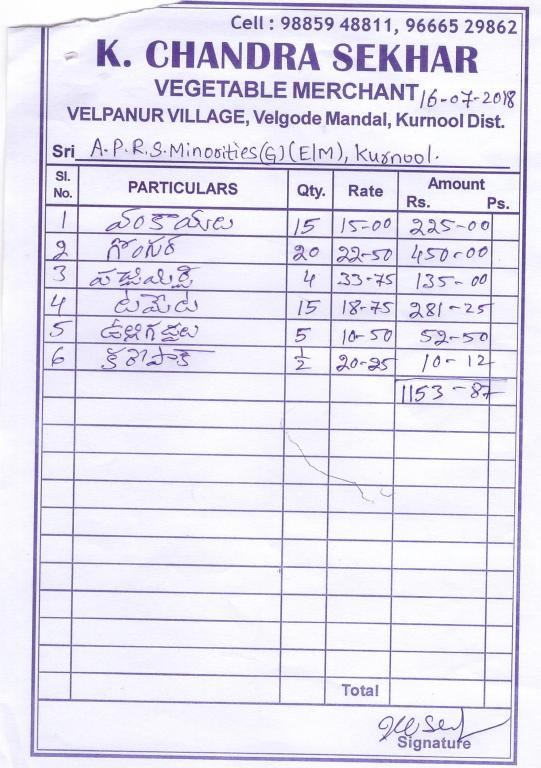 Cell : 98859 48811, 96665 29862
K. CHANDRA SEKHAR
VEGETABLE MERCHANT 16-07-2018
VELPANUR VILLAGE, Velgode Mandal, Kurnool Dist.
Sri A.P.R.S.Minorities(G)(E/M), Kurnool.
Sl. No. PARTICULARS Qty. Rate Amount Rs. Ps.
1 వంకాయలు 15 15-00 225-00
2 గోంగూర 20 22-50 450-00
3 పచ్చిమిర్చి 4 33-75 135-00
4 టమేట 15 18-75 281-25
5 ఉల్లిగడ్డలు 5 10-50 52-50
6 కరిపాక్ ½ 20-25 10-12
1153-87
Total
Signature